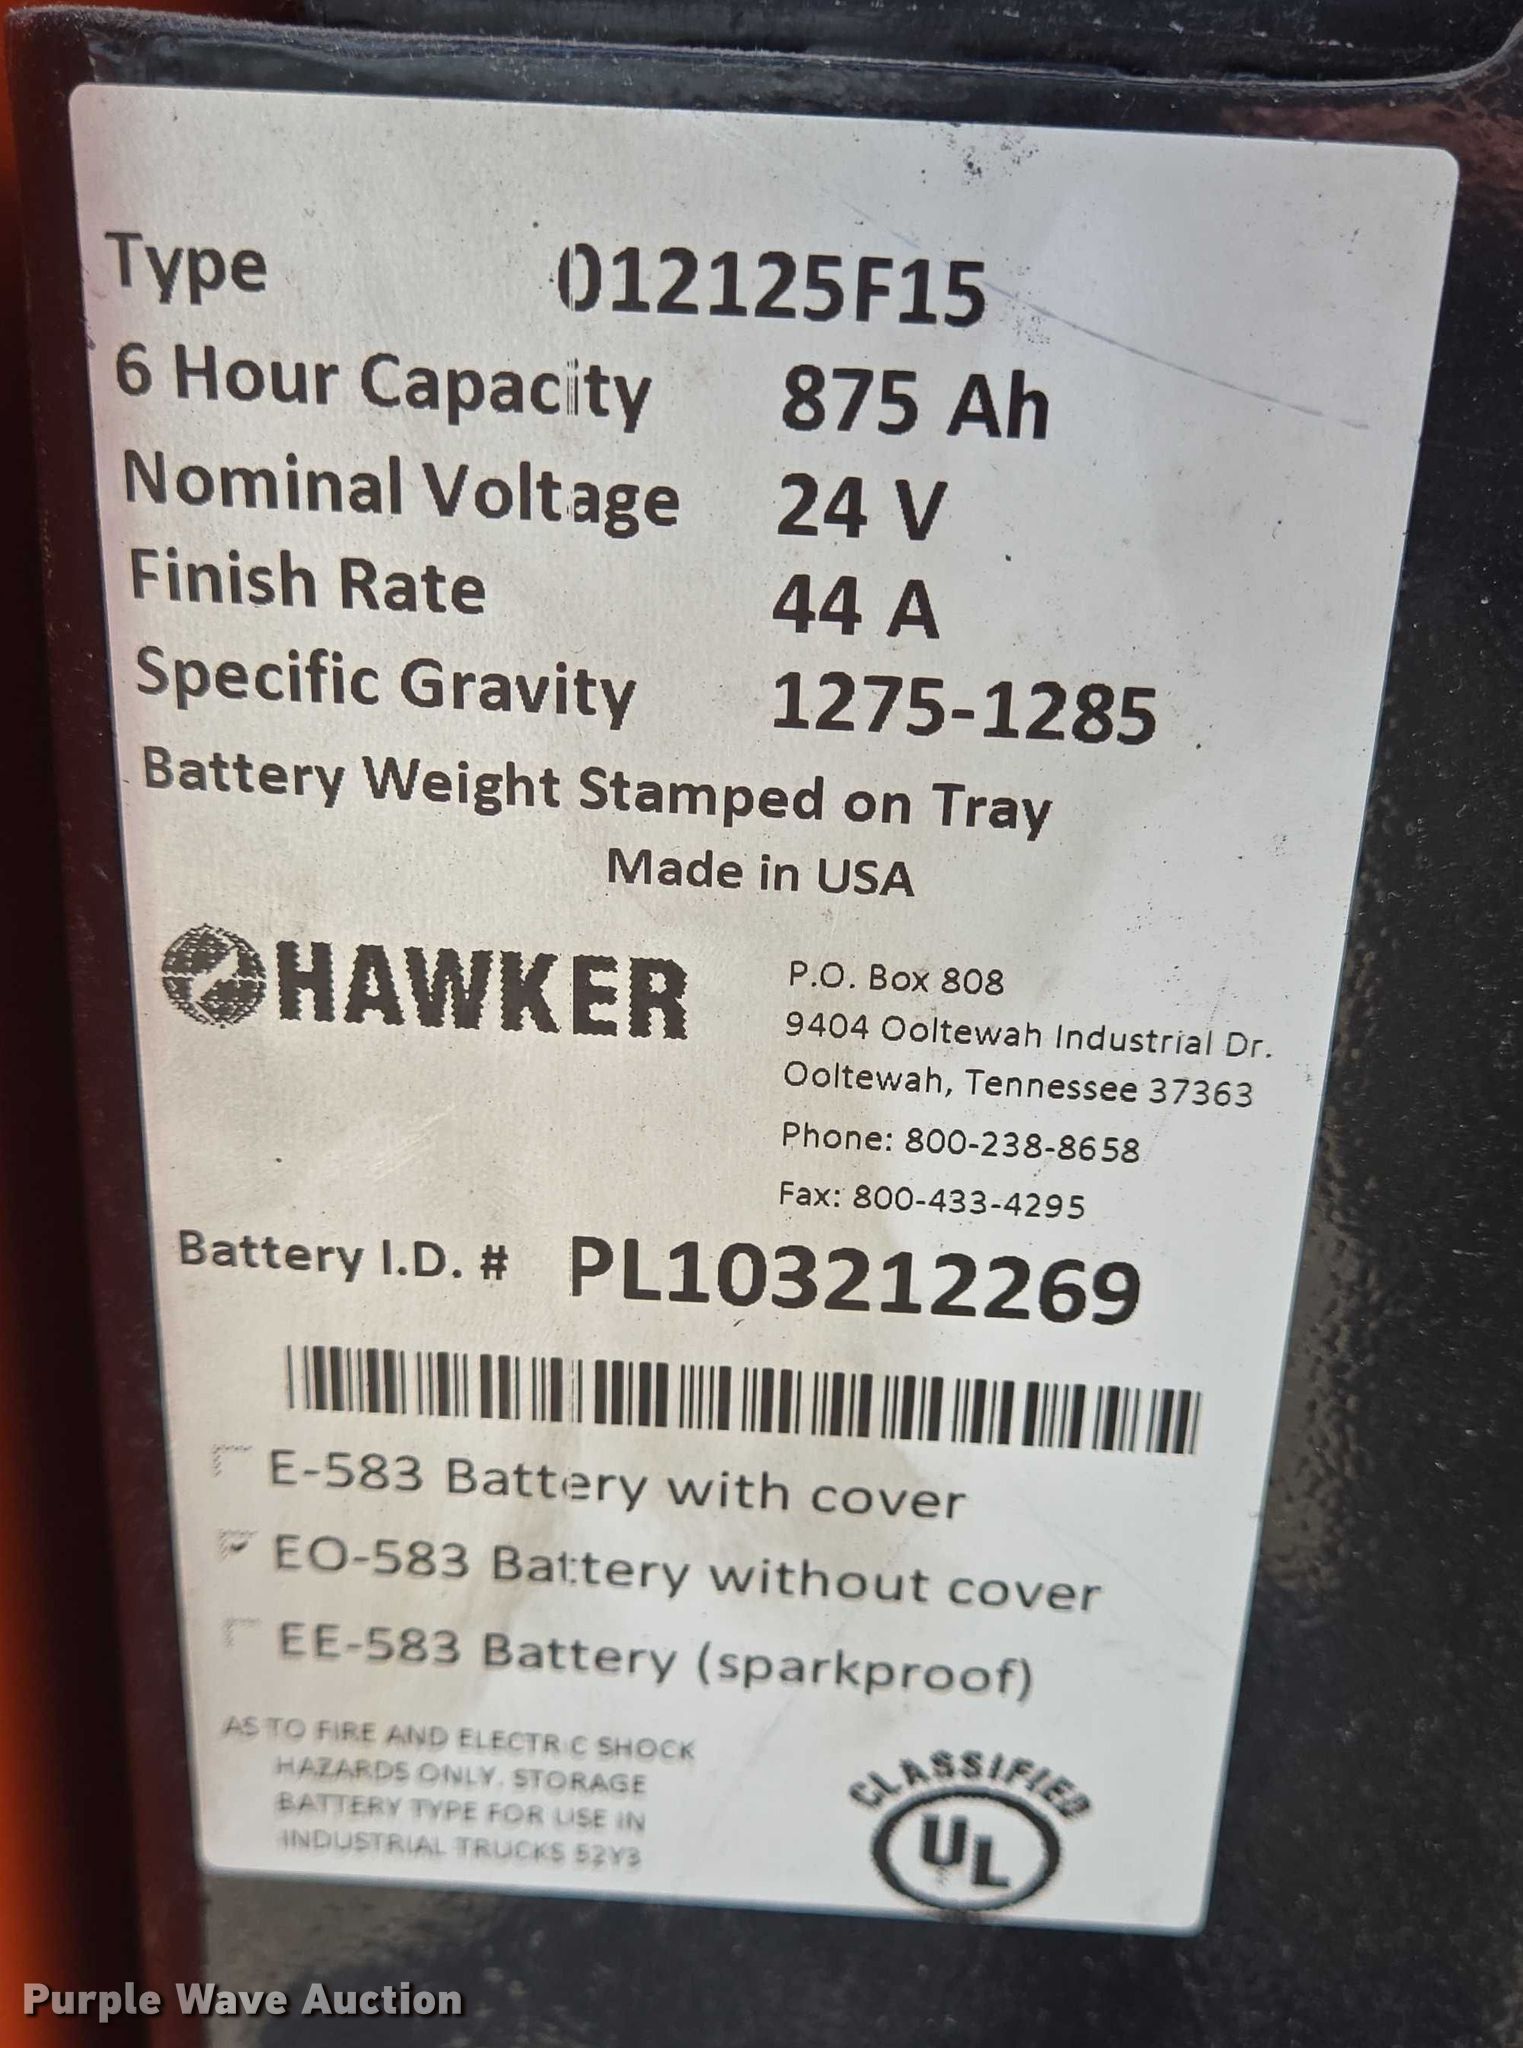 Type 012125F15
6 Hour Capacity 875 Ah
Nominal Voltage 24 V
Finish Rate 44 A
Specific Gravity 1275-1285
Battery Weight Stamped on Tray
Made in USA
HAWKER
P.O. Box 808
9404 Ooltewah Industrial Dr.
Ooltewah, Tennessee 37363
Phone: 800-238-8658
Fax: 800-433-4295
Battery I.D. # PL103212269
E-583 Battery with cover
EO-583 Battery without cover
EE-583 Battery (sparkproof)
AS TO FIRE AND ELECTRIC SHOCK
HAZARDS ONLY. STORAGE
BATTERY TYPE FOR USE IN
INDUSTRIAL TRUCKS 52Y3
CLASSIFIED
UL
Purple Wave Auction